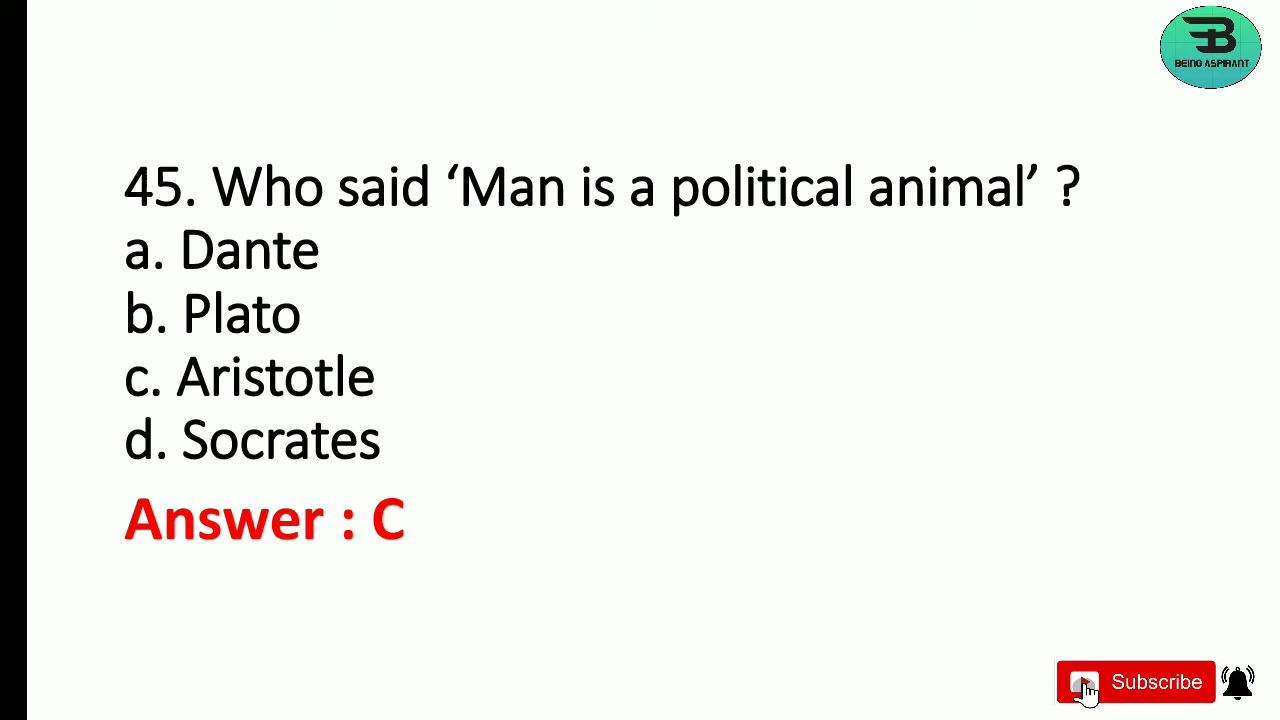 BEING ASPIRANT
45. Who said ‘Man is a political animal’ ?
a. Dante
b. Plato
c. Aristotle
d. Socrates
Answer : C
Subscribe